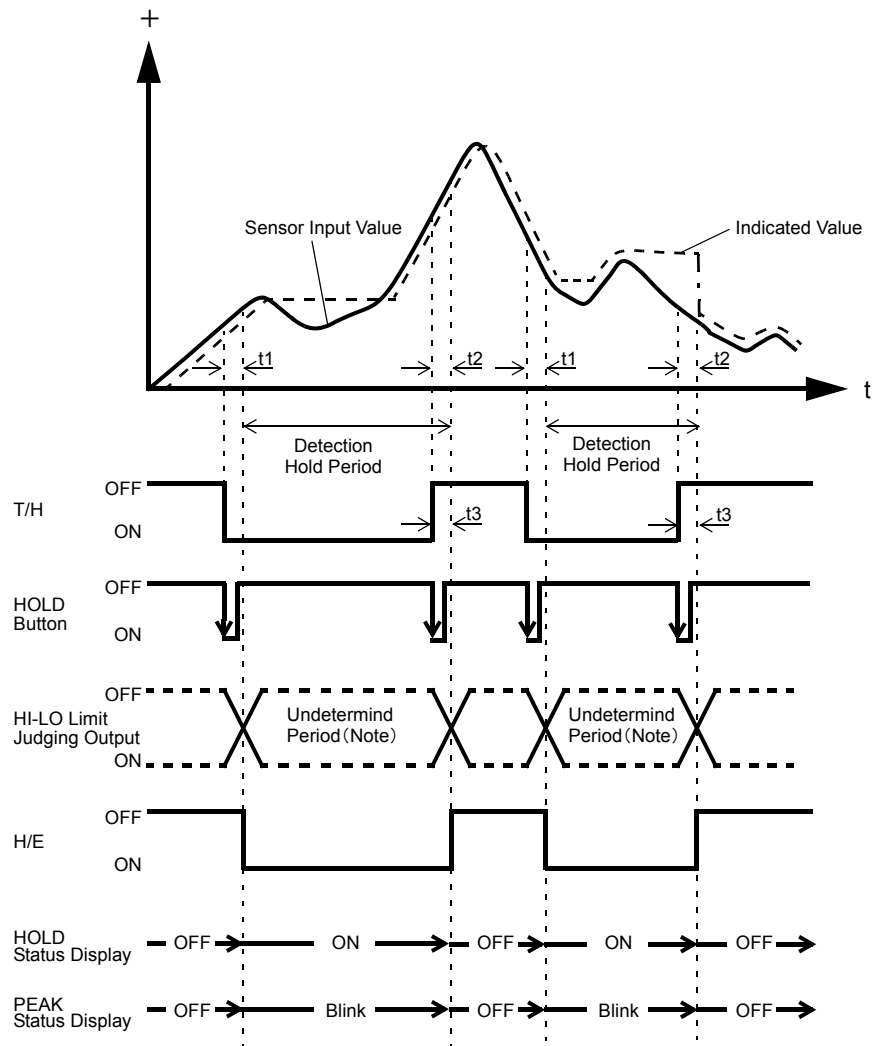 +
Sensor Input Value
Indicated Value
t1
t2
t1
t2
t
Detection
Hold Period
Detection
Hold Period
T/H
OFF
ON
t3
t3
HOLD
Button
OFF
ON
HI-LO Limit
Judging Output
OFF
ON
Undetermind
Period(Note)
Undetermind
Period(Note)
H/E
OFF
ON
HOLD
Status Display
OFF ON OFF ON OFF
PEAK
Status Display
OFF Blink OFF Blink OFF